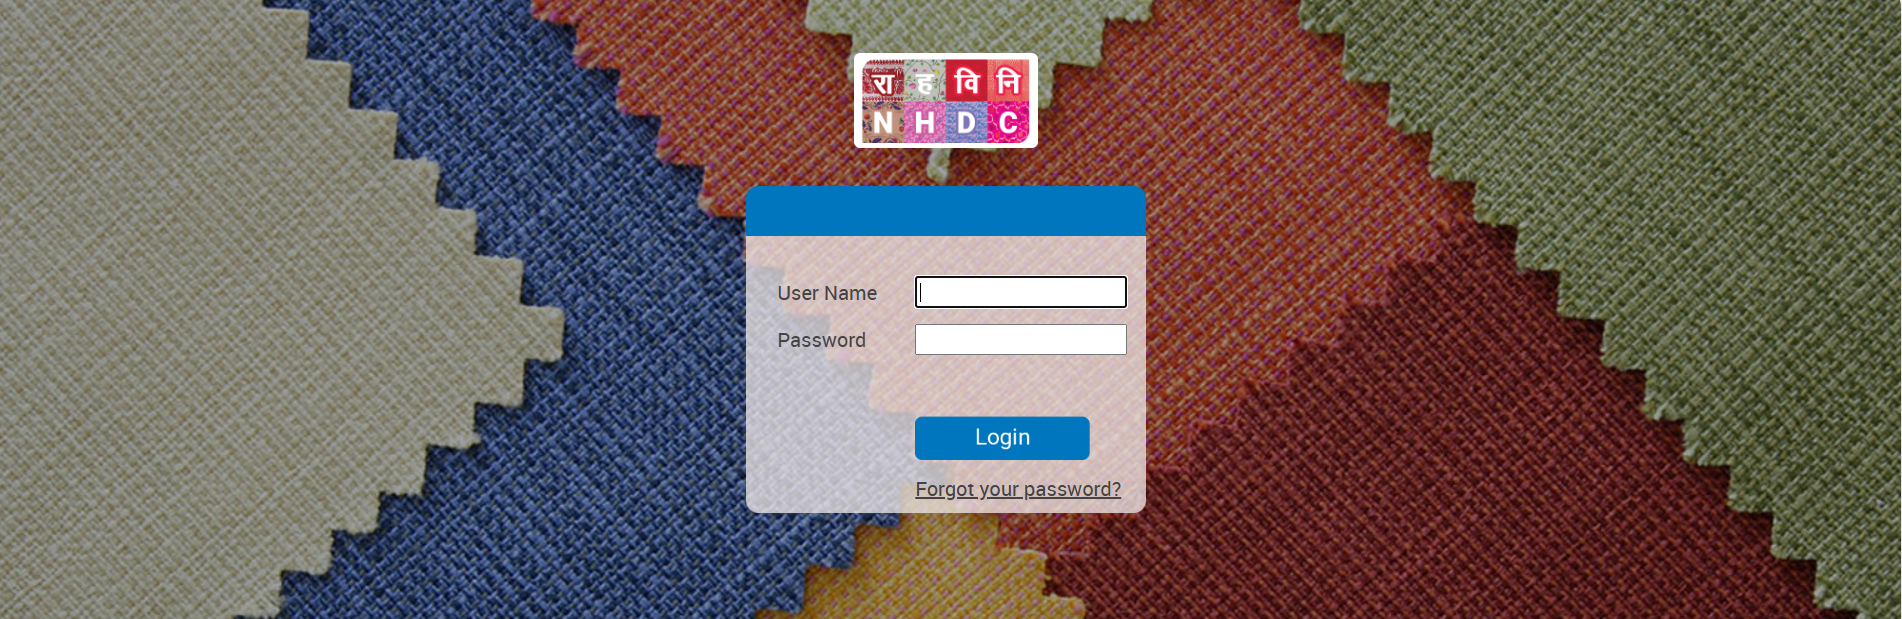 रा ह वि नि
N H D C
User Name
Password
Login
Forgot your password?